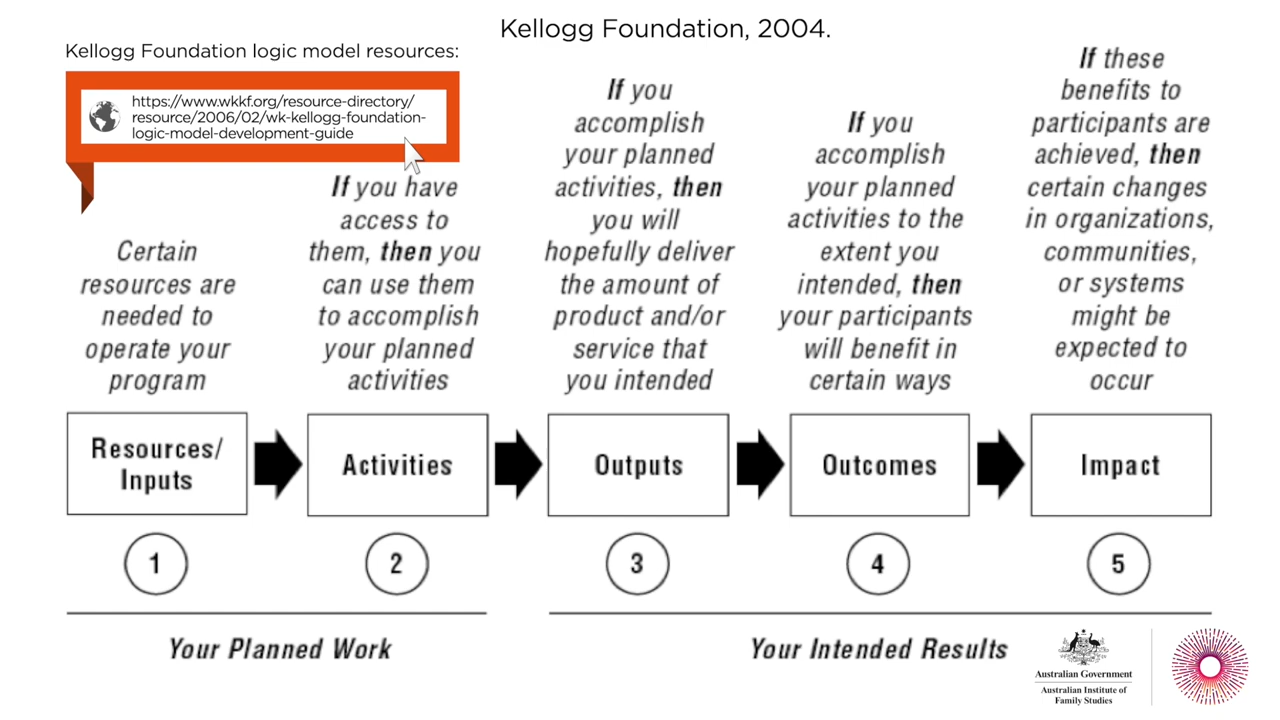 Kellogg Foundation, 2004.
Kellogg Foundation logic model resources:
https://www.wkkf.org/resource-directory/
resource/2006/02/wk-kellogg-foundation-
logic-model-development-guide
Certain
resources are
needed to
operate your
program
If you have
access to
them, then you
can use them
to accomplish
your planned
activities
If you
accomplish
your planned
activities, then
you will
hopefully deliver
the amount of
product and/or
service that
you intended
If you
accomplish
your planned
activities to the
extent you
intended, then
your participants
will benefit in
certain ways
If these
benefits to
participants are
achieved, then
certain changes
in organizations,
communities,
or systems
might be
expected to
occur
Resources/
Inputs
Activities
Outputs
Outcomes
Impact
1
2
3
4
5
Your Planned Work
Your Intended Results
Australian Government
Australian Institute of
Family Studies